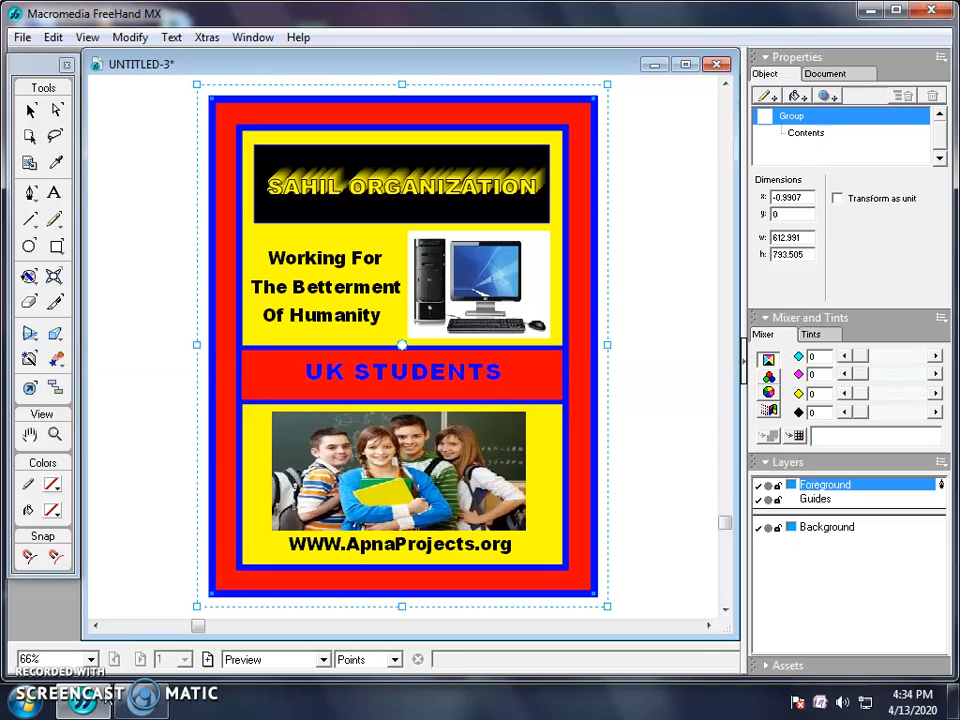 Macromedia FreeHand MX
File Edit View Modify Text Xtras Window Help
Tools
View
Colors
Snap
UNTITLED-3*
SAHIL ORGANIZATION
Working For
The Betterment
Of Humanity
UK STUDENTS
WWW.ApnaProjects.org
66%
1
Preview
Points
Properties
Object Document
Group
Contents
Dimensions
x: -0.9907
y: 0
w: 612.991
h: 793.505
Transform as unit
Mixer and Tints
Mixer Tints
0
0
0
0
Layers
Foreground
Guides
Background
Assets
RECORDED WITH
SCREENCAST MATIC
4:34 PM
4/13/2020